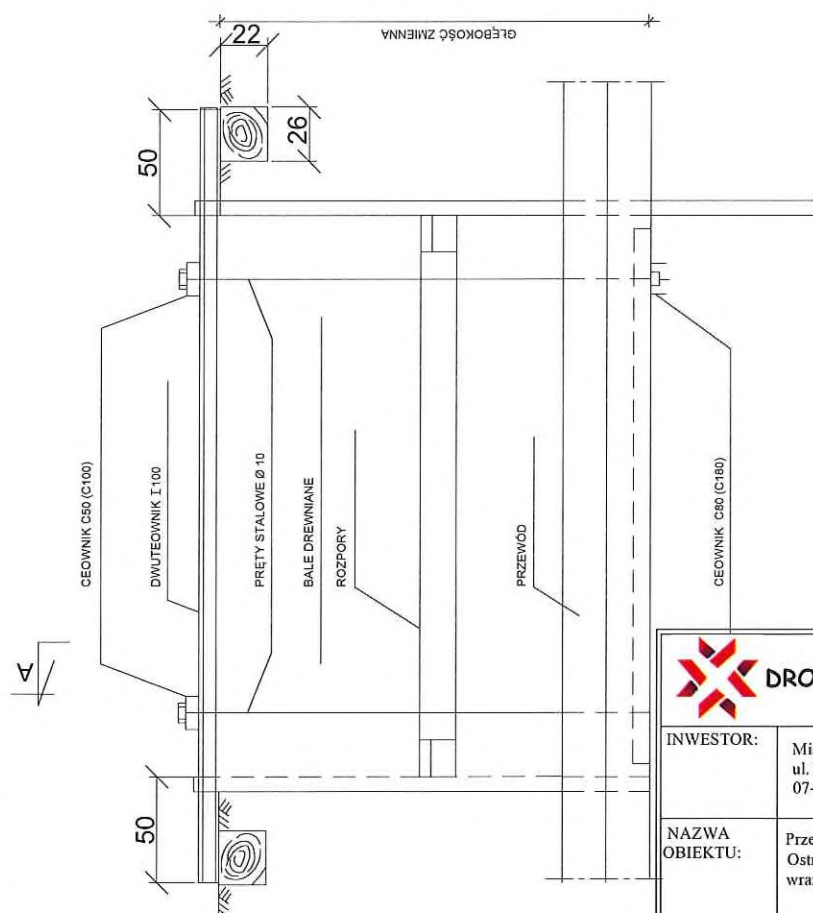 GŁĘBOKOŚĆ ZMIENNA
22
26
50
CEOWNIK C50 (C100)
DWUTEOWNIK I 100
PRĘTY STALOWE Ø 10
BALE DREWNIANE
ROZPORY
PRZEWÓD
CEOWNIK C80 (C180)
A
50
DRO
INWESTOR:
Mi
ul.
07-
NAZWA
OBIEKTU:
Prze
Ostr
wra